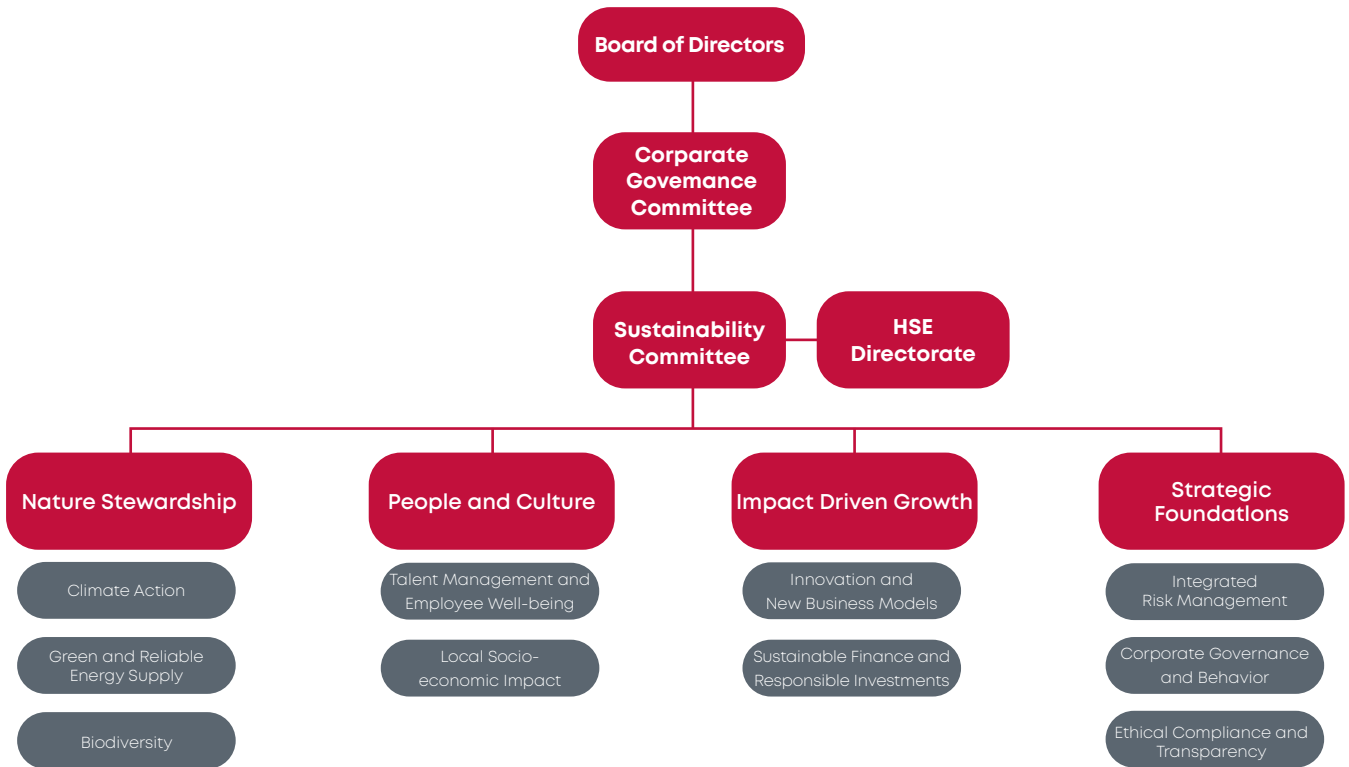 Board of Directors
Corparate
Govemance
Committee
Sustainability
Committee
HSE
Directorate
Nature Stewardship
People and Culture
Impact Driven Growth
Strategic
Foundatlons
Climate Action
Green and Reliable
Energy Supply
Biodiversity
Talent Management and
Employee Well-being
Local Socio-
economic Impact
Innovation and
New Business Models
Sustainable Finance and
Responsible Investments
Integrated
Risk Management
Corporate Governance
and Behavior
Ethical Compliance and
Transparency